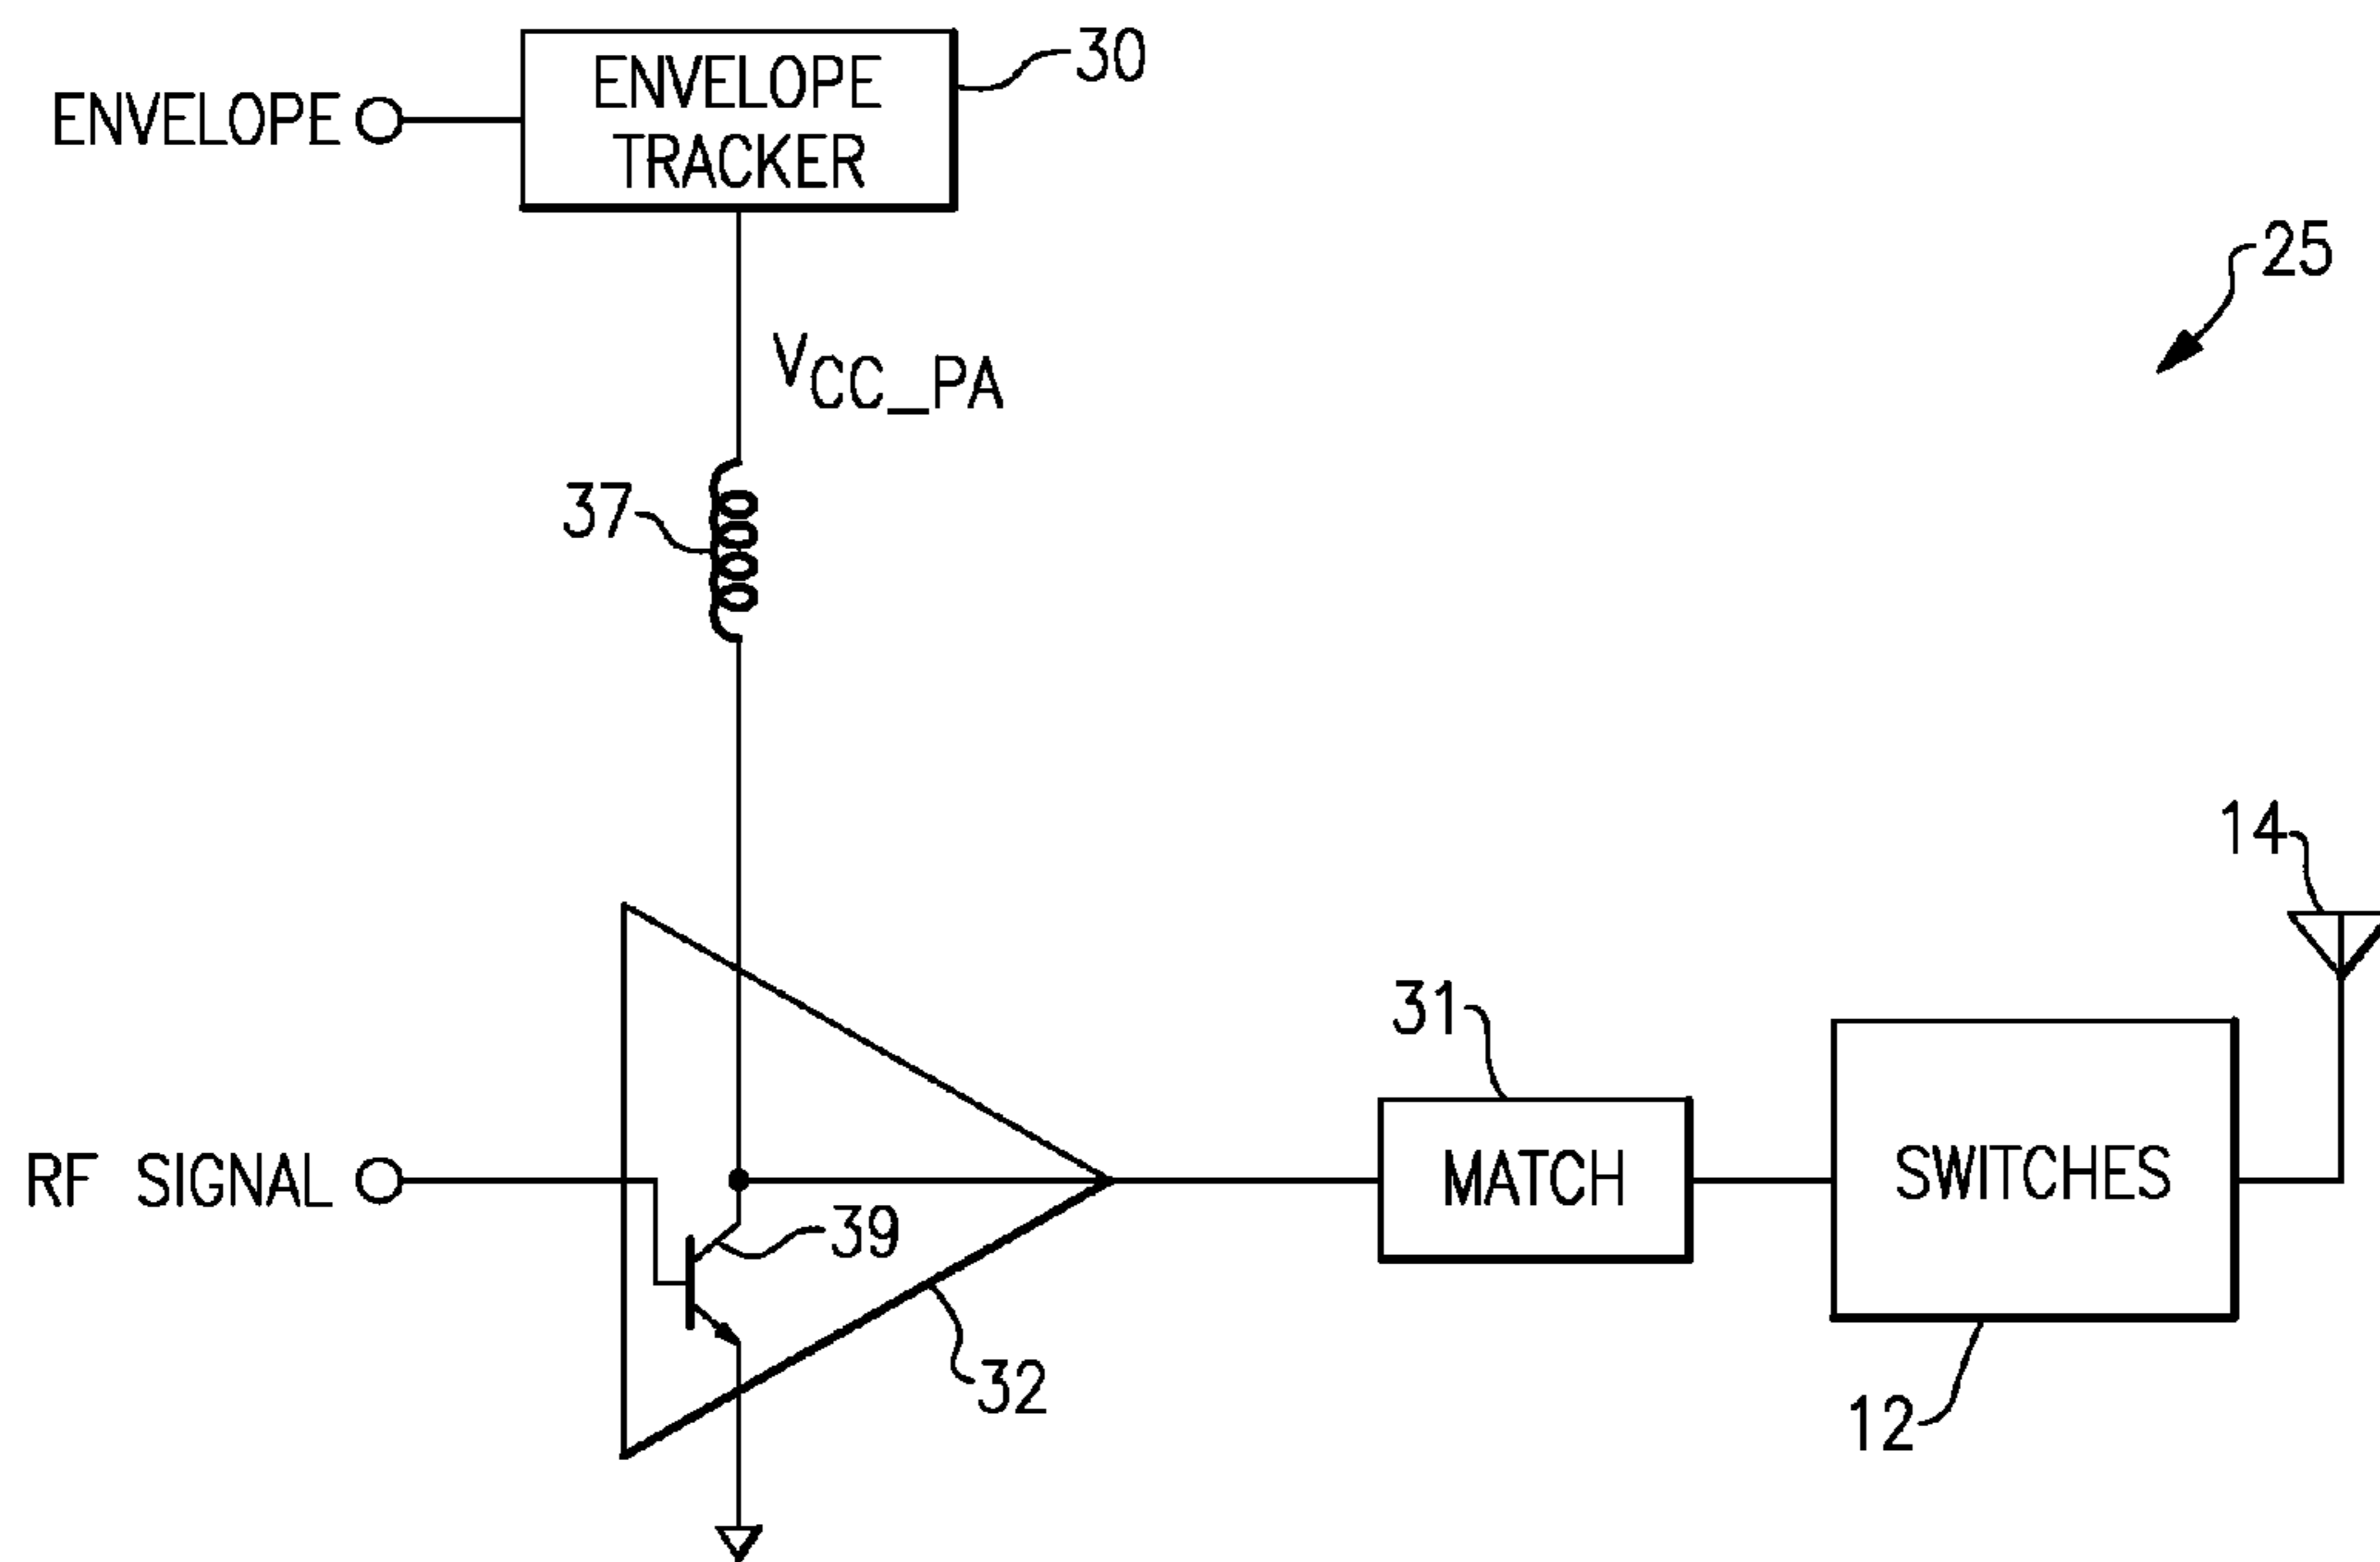 ENVELOPE
ENVELOPE
TRACKER
30
25
VCC_PA
37
14
31
RF SIGNAL
MATCH
SWITCHES
39
32
12